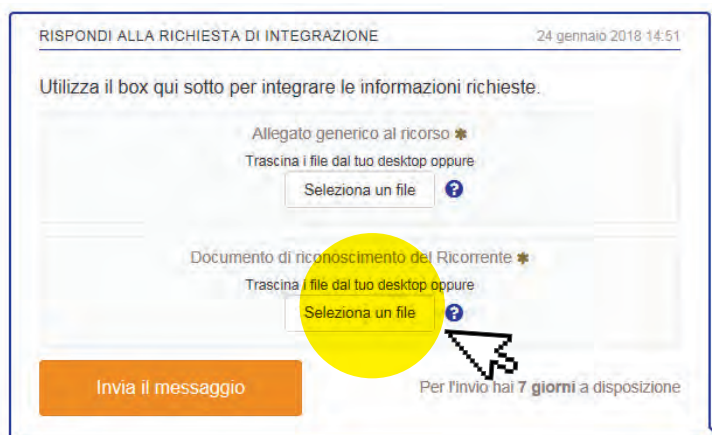 RISPONDI ALLA RICHIESTA DI INTEGRAZIONE 24 gennaio 2018 14:51
Utilizza il box qui sotto per integrare le informazioni richieste.
Allegato generico al ricorso ✱
Trascina i file dal tuo desktop oppure
Seleziona un file ?
Documento di riconoscimento del Ricorrente ✱
Trascina i file dal tuo desktop oppure
Seleziona un file ?
Invia il messaggio Per l'invio hai 7 giorni a disposizione